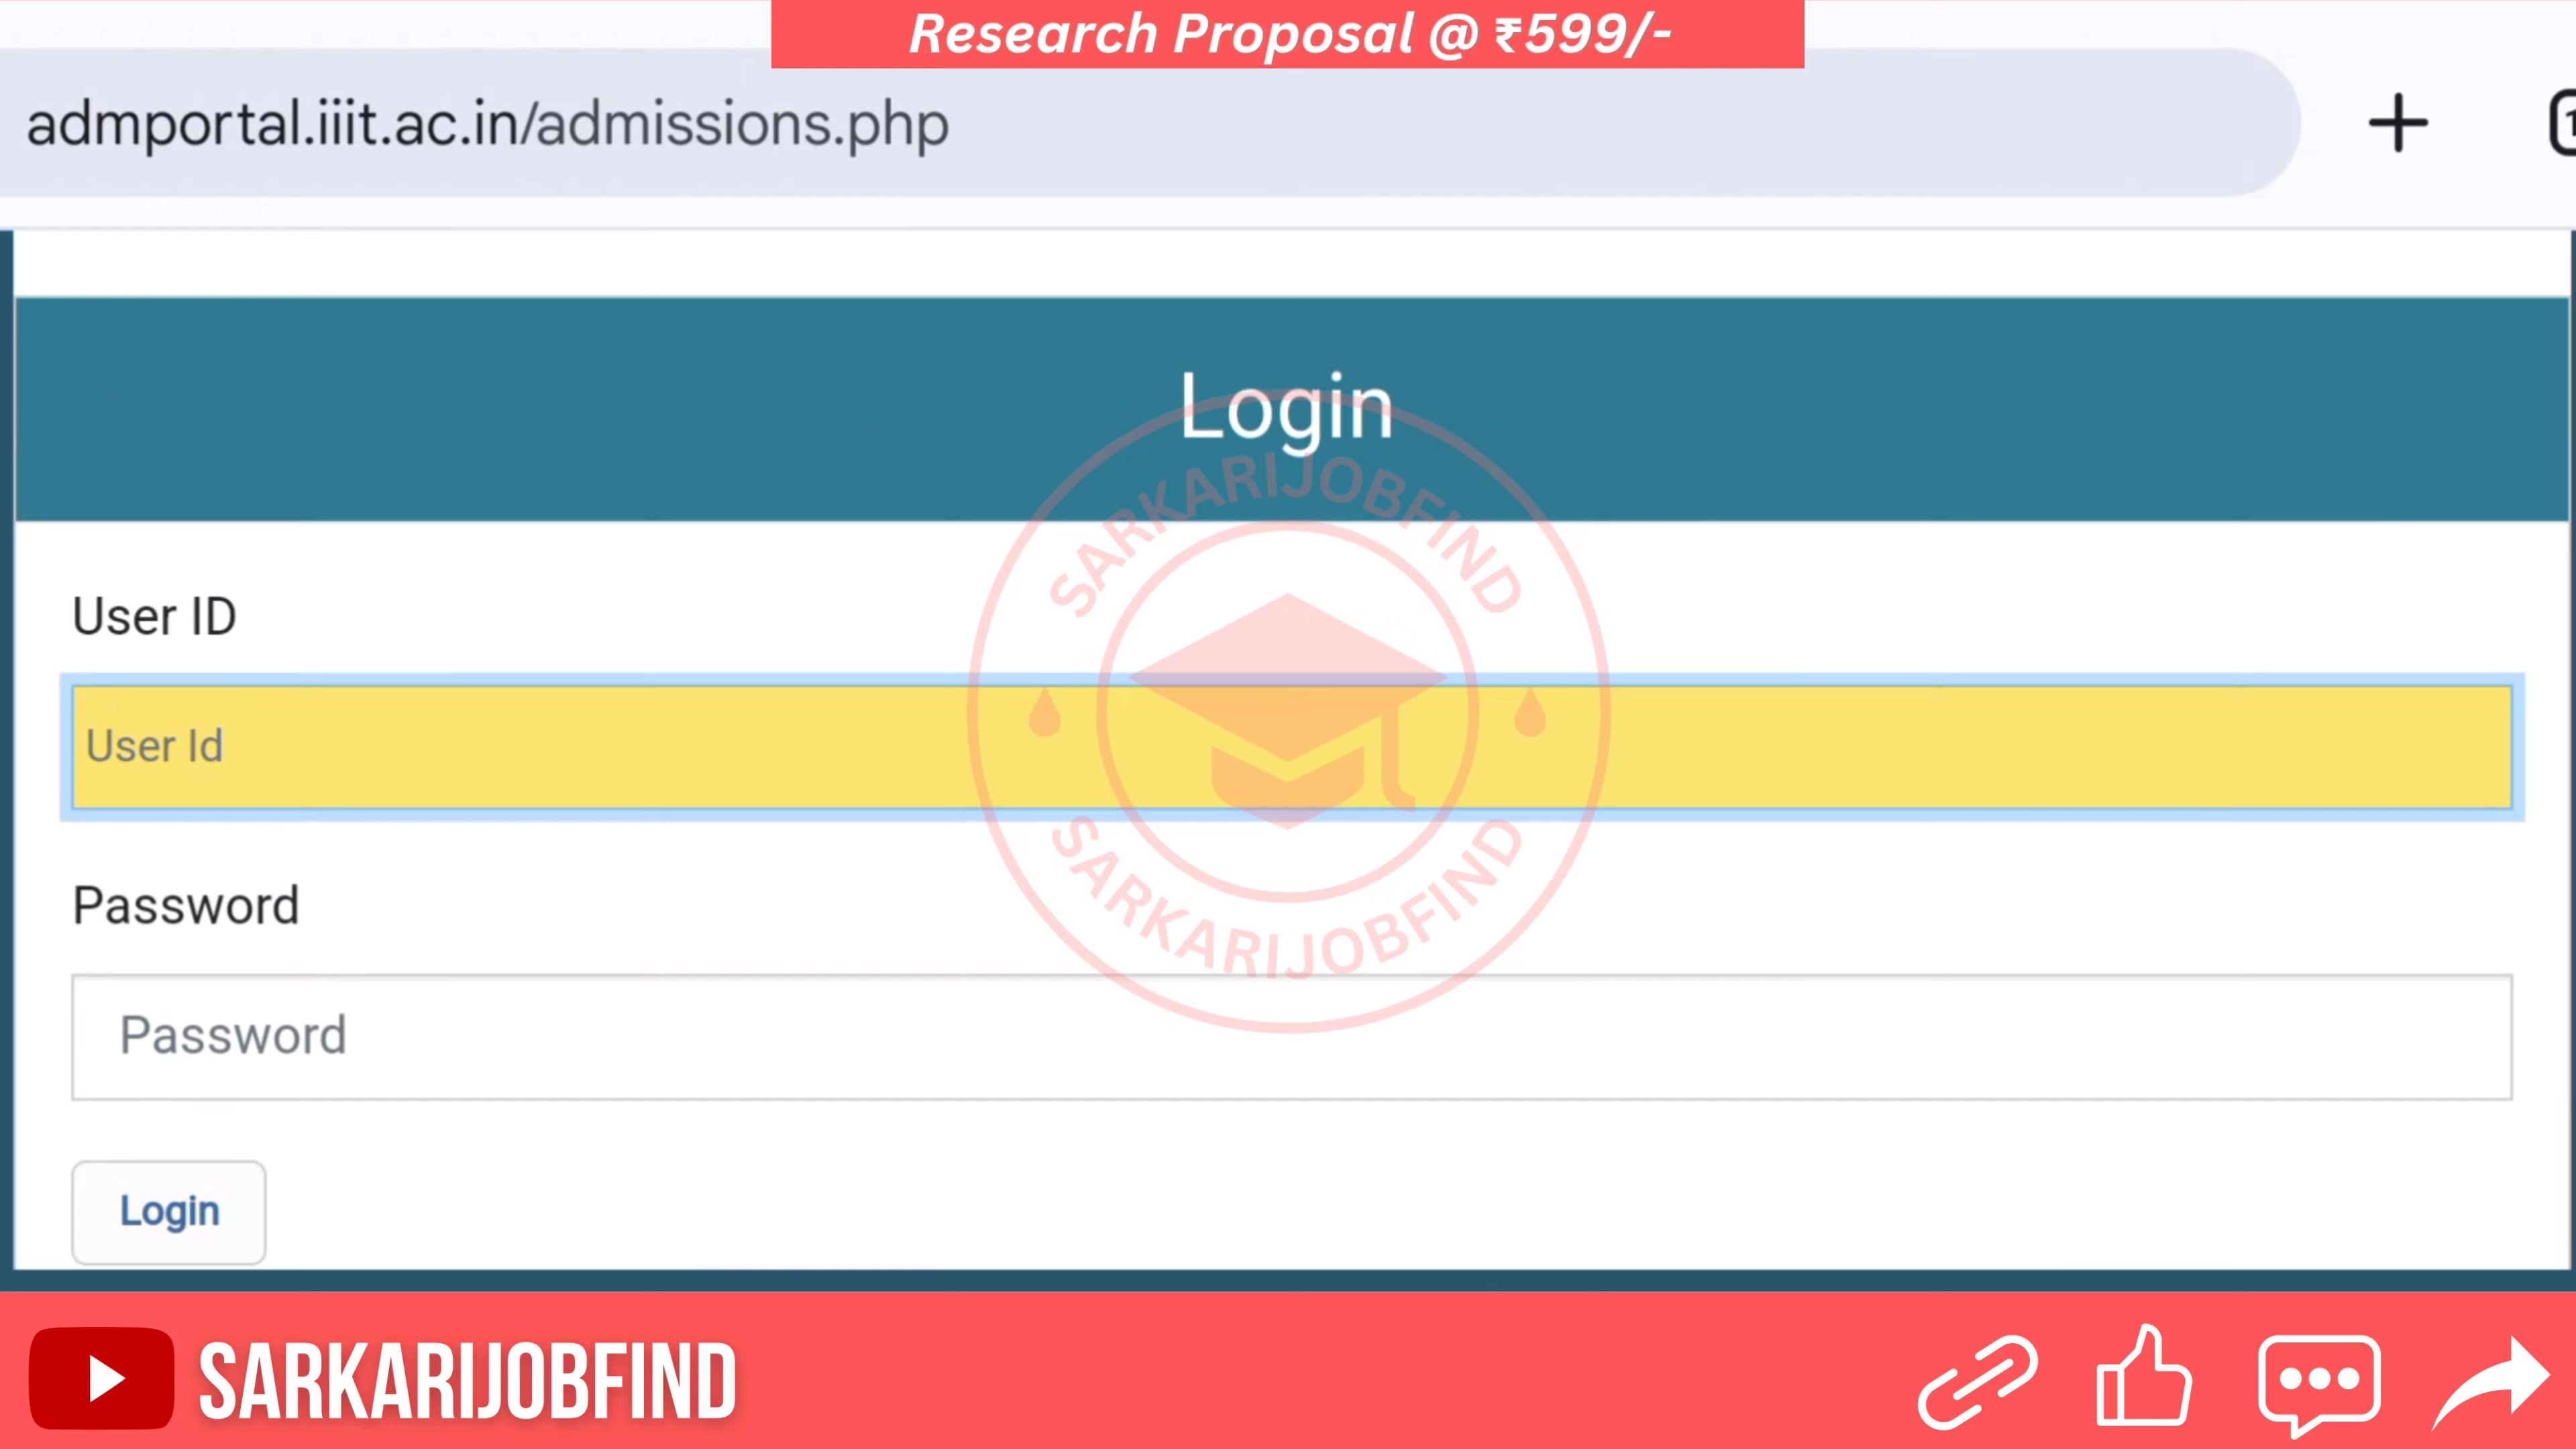 Research Proposal @ ₹599/-
admportal.iiit.ac.in/admissions.php
Login
SARKARIJOBFIND
User ID
User Id
Password
SARKARIJOBFIND
Password
Login
SARKARIJOBFIND